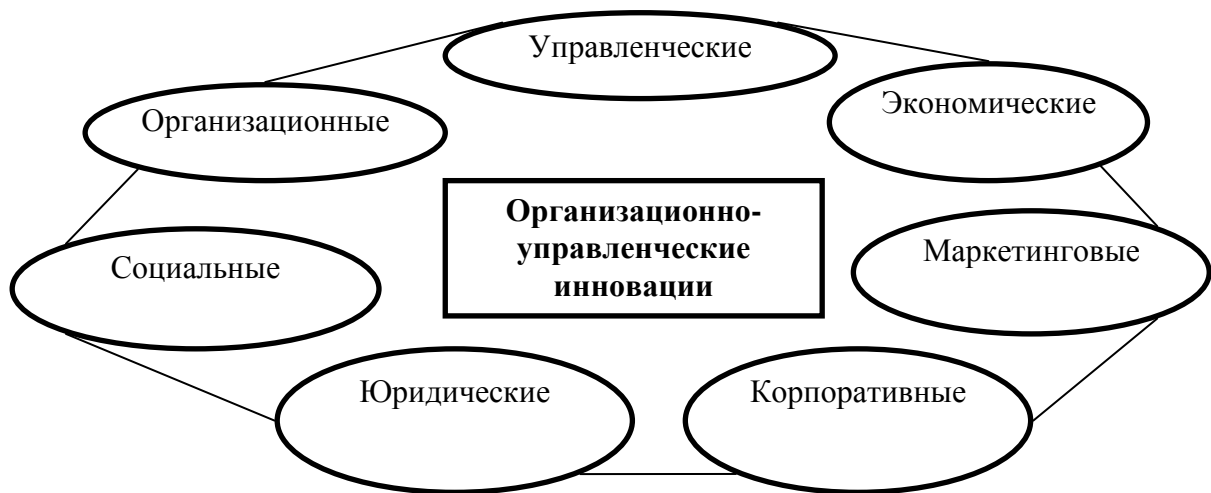 Управленческие
Экономические
Организационные
Организационно-
управленческие
инновации
Маркетинговые
Социальные
Юридические
Корпоративные